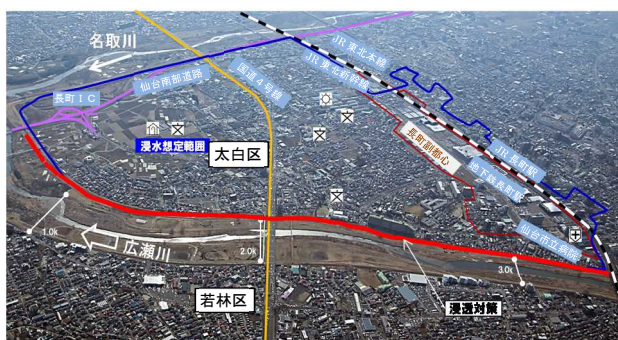 名取川
JR東北本線
JR東北新幹線
仙台南部道路
国道4号線
長町IC
浸水想定範囲
太白区
長町副都心
JR長町駅
地下鉄長町駅
仙台市立病院
1.0k
広瀬川
2.0k
3.0k
若林区
浸透対策